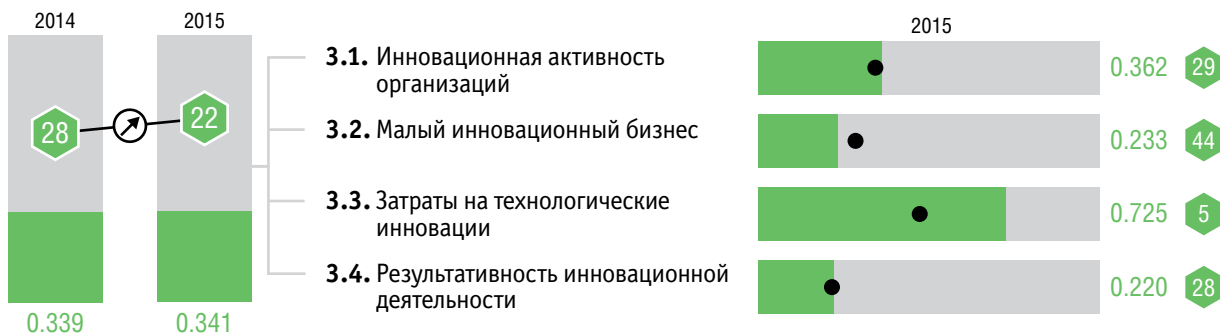 2014
2015
28
22
0.339
0.341
3.1. Инновационная активность
организаций
3.2. Малый инновационный бизнес
3.3. Затраты на технологические
инновации
3.4. Результативность инновационной
деятельности
2015
0.362 29
0.233 44
0.725 5
0.220 28